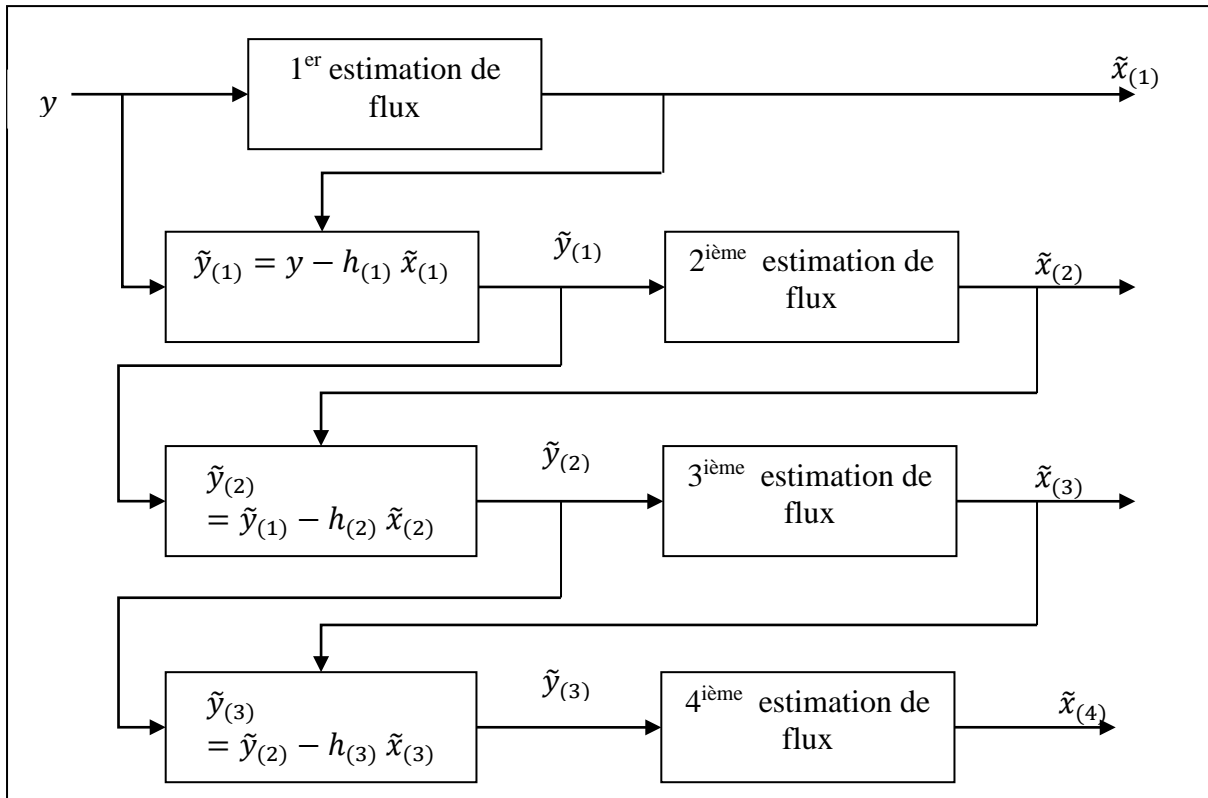 1er estimation de
flux
y
x̃(1)
ỹ(1) = y − h(1) x̃(1)
ỹ(1)
2ième estimation de
flux
x̃(2)
ỹ(2)
= ỹ(1) − h(2) x̃(2)
ỹ(2)
3ième estimation de
flux
x̃(3)
ỹ(3)
= ỹ(2) − h(3) x̃(3)
ỹ(3)
4ième estimation de
flux
x̃(4)